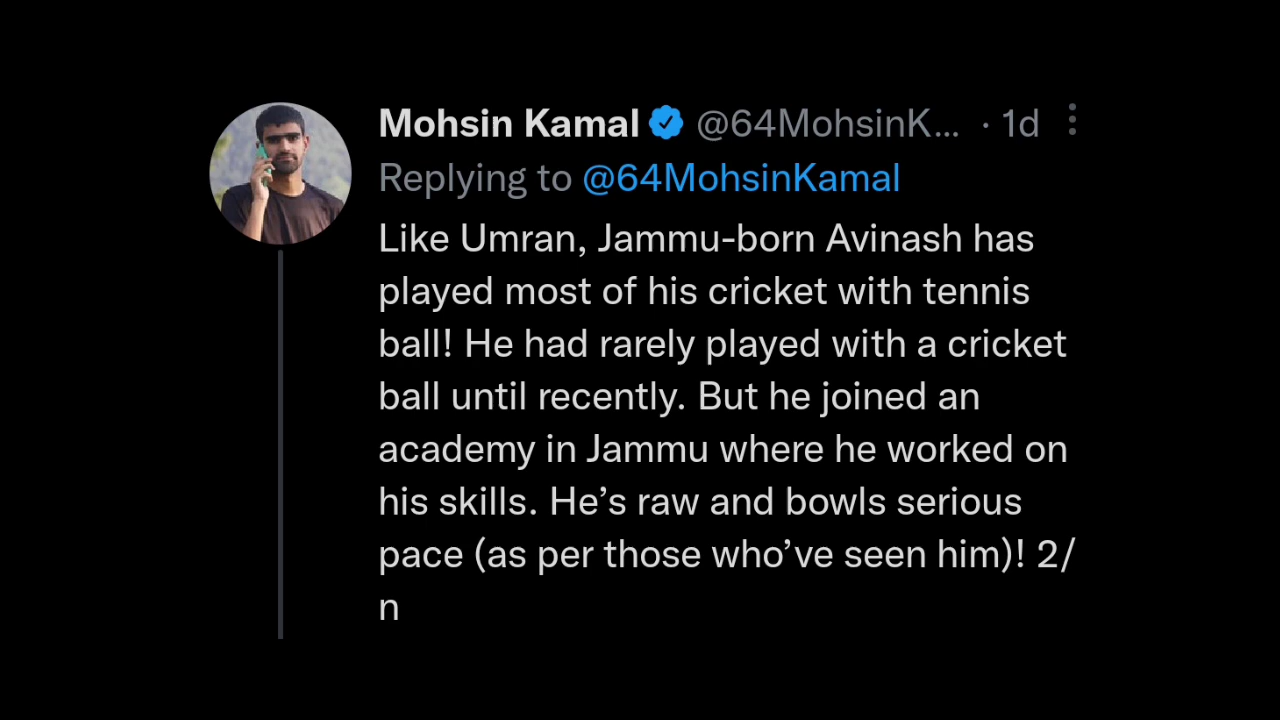 Mohsin Kamal @64MohsinK... · 1d
Replying to @64MohsinKamal
Like Umran, Jammu-born Avinash has
played most of his cricket with tennis
ball! He had rarely played with a cricket
ball until recently. But he joined an
academy in Jammu where he worked on
his skills. He’s raw and bowls serious
pace (as per those who’ve seen him)! 2/
n